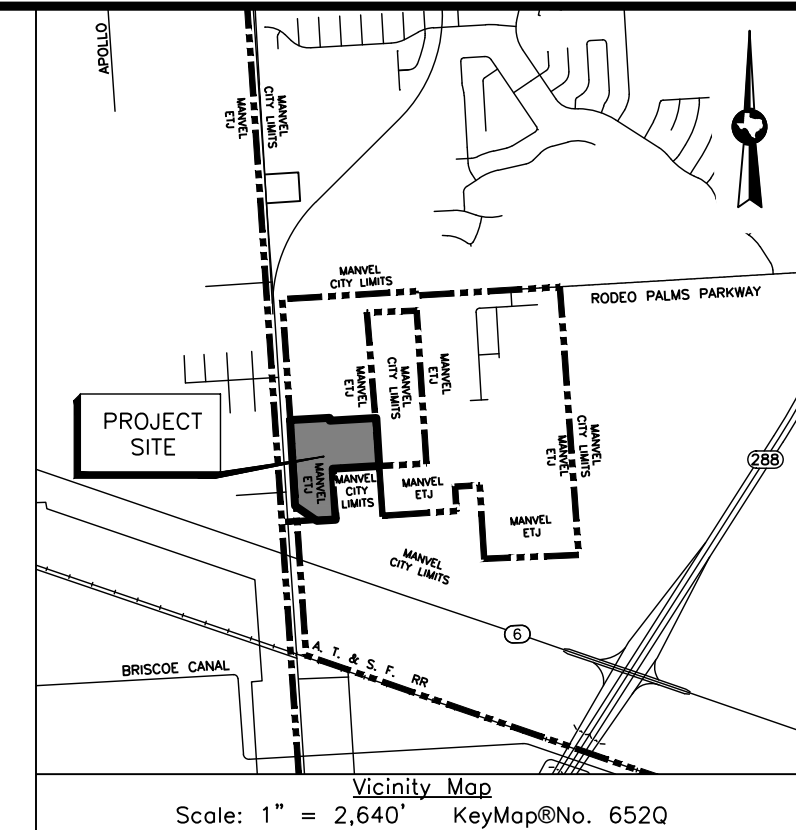 APOLLO
MANVEL
CITY LIMITS
MANVEL
ETJ
MANVEL
CITY LIMITS
RODEO PALMS PARKWAY
MANVEL
ETJ
MANVEL
CITY LIMITS
MANVEL
ETJ
PROJECT
SITE
MANVEL
CITY LIMITS
MANVEL
ETJ
288
MANVEL
ETJ
MANVEL
CITY
LIMITS
MANVEL
ETJ
MANVEL
ETJ
MANVEL
CITY LIMITS
6
A. T. & S. F. RR
BRISCOE CANAL
Vicinity Map
Scale: 1" = 2,640' KeyMap®No. 652Q